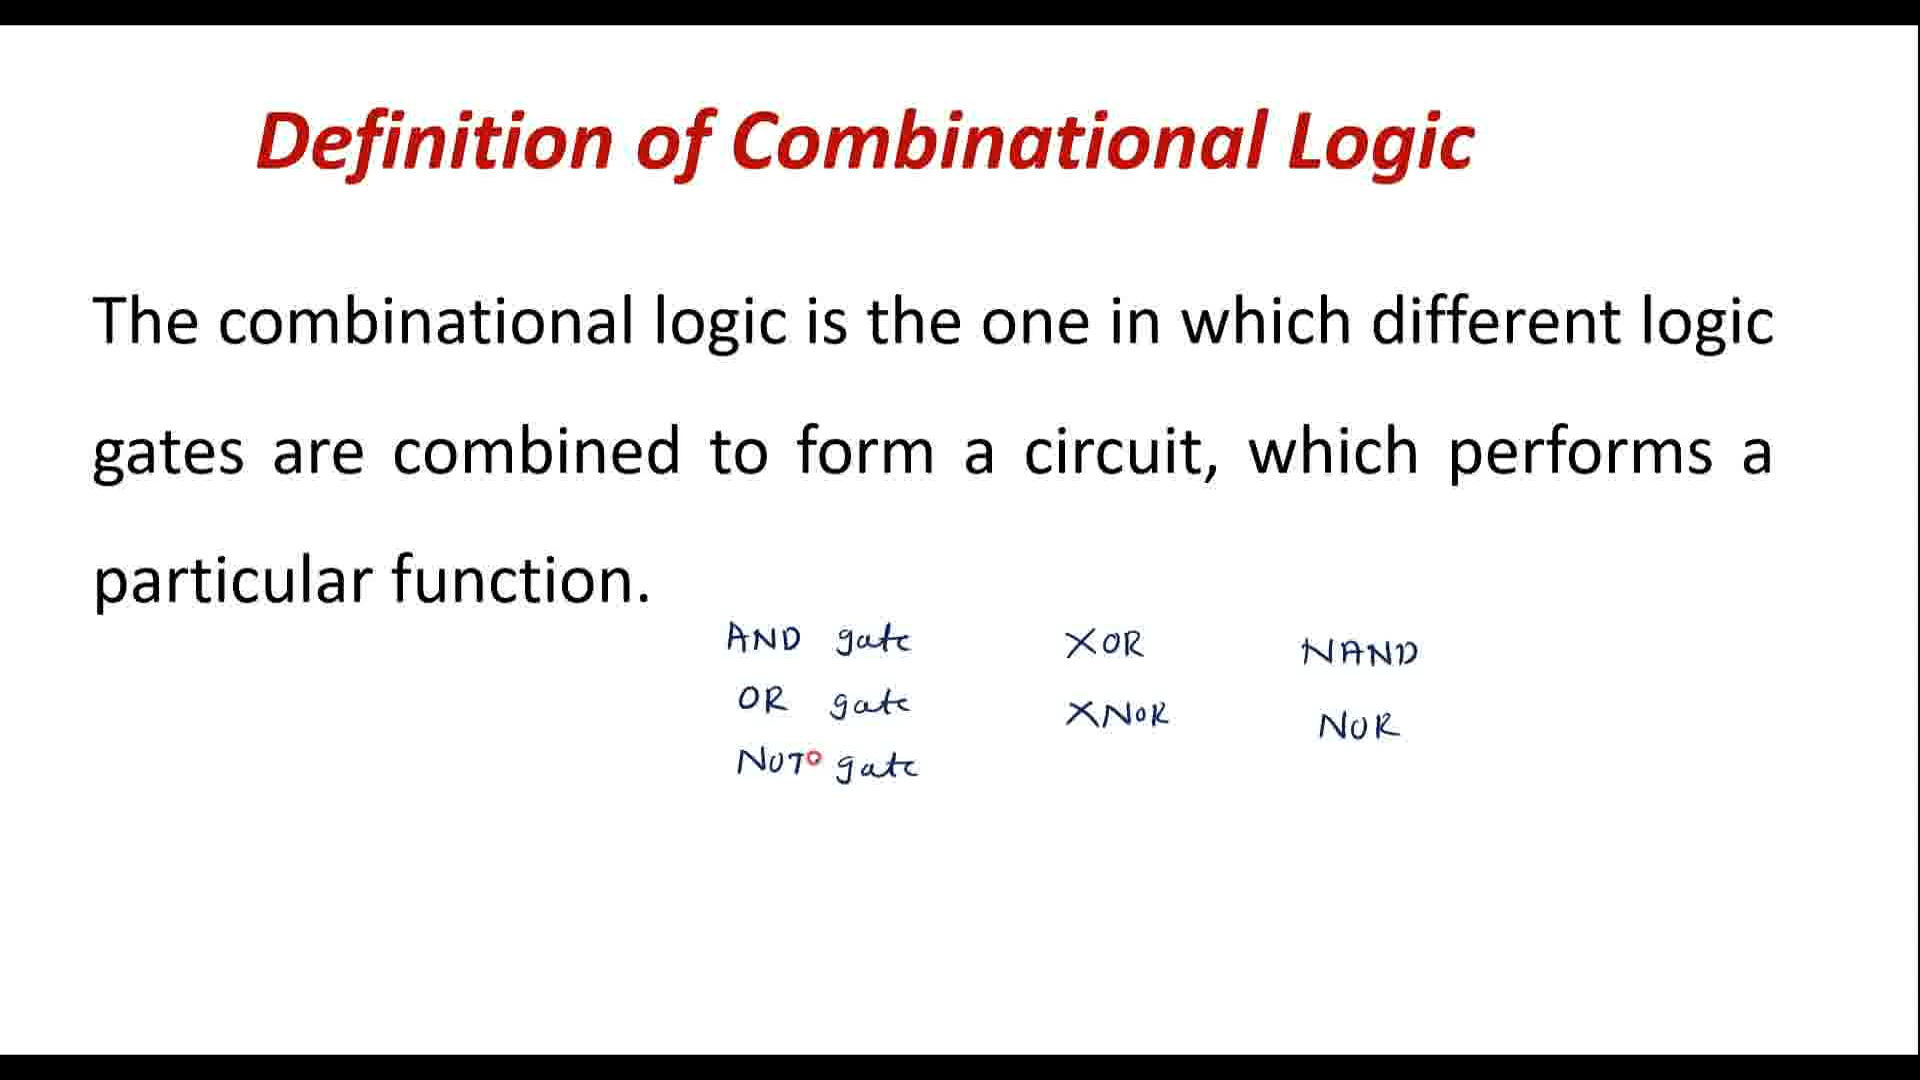 Definition of Combinational Logic
The combinational logic is the one in which different logic
gates are combined to form a circuit, which performs a
particular function.
AND gate XOR NAND
OR gate XNOR NOR
NOT gate